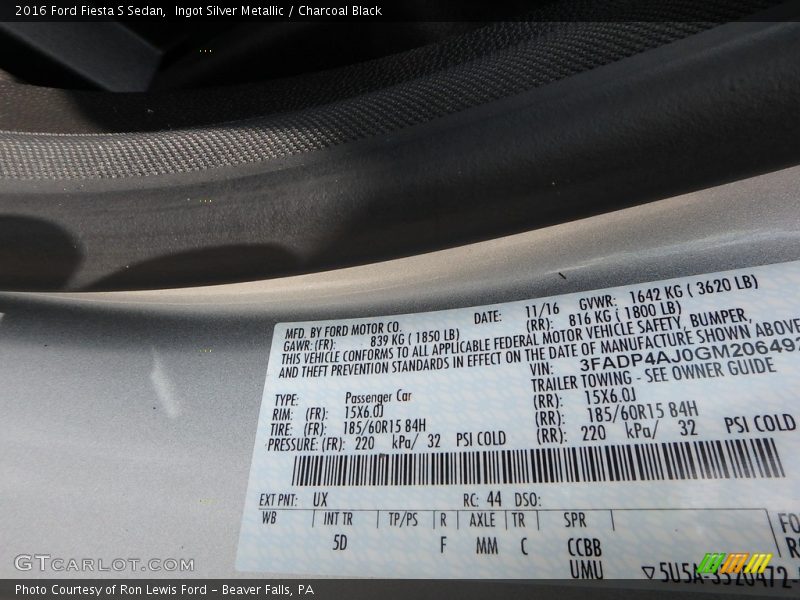 2016 Ford Fiesta S Sedan, Ingot Silver Metallic / Charcoal Black
MFD. BY FORD MOTOR CO. DATE: 11/16 GVWR: 1642 KG ( 3620 LB)
GAWR: (FR): 839 KG ( 1850 LB) (RR): 816 KG ( 1800 LB)
THIS VEHICLE CONFORMS TO ALL APPLICABLE FEDERAL MOTOR VEHICLE SAFETY, BUMPER,
AND THEFT PREVENTION STANDARDS IN EFFECT ON THE DATE OF MANUFACTURE SHOWN ABOVE
VIN: 3FADP4AJ0GM206492
TYPE: Passenger Car TRAILER TOWING - SEE OWNER GUIDE
RIM: (FR): 15X6.0J (RR): 15X6.0J
TIRE: (FR): 185/60R15 84H (RR): 185/60R15 84H
PRESSURE: (FR): 220 kPa/ 32 PSI COLD (RR): 220 kPa/ 32 PSI COLD
EXT PNT: UX RC: 44 DSO:
WB INT TR TP/PS R AXLE TR SPR
5D F MM C CCBB
UMU ▽5U5A-3520472-
GTCARLOT.COM
Photo Courtesy of Ron Lewis Ford – Beaver Falls, PA